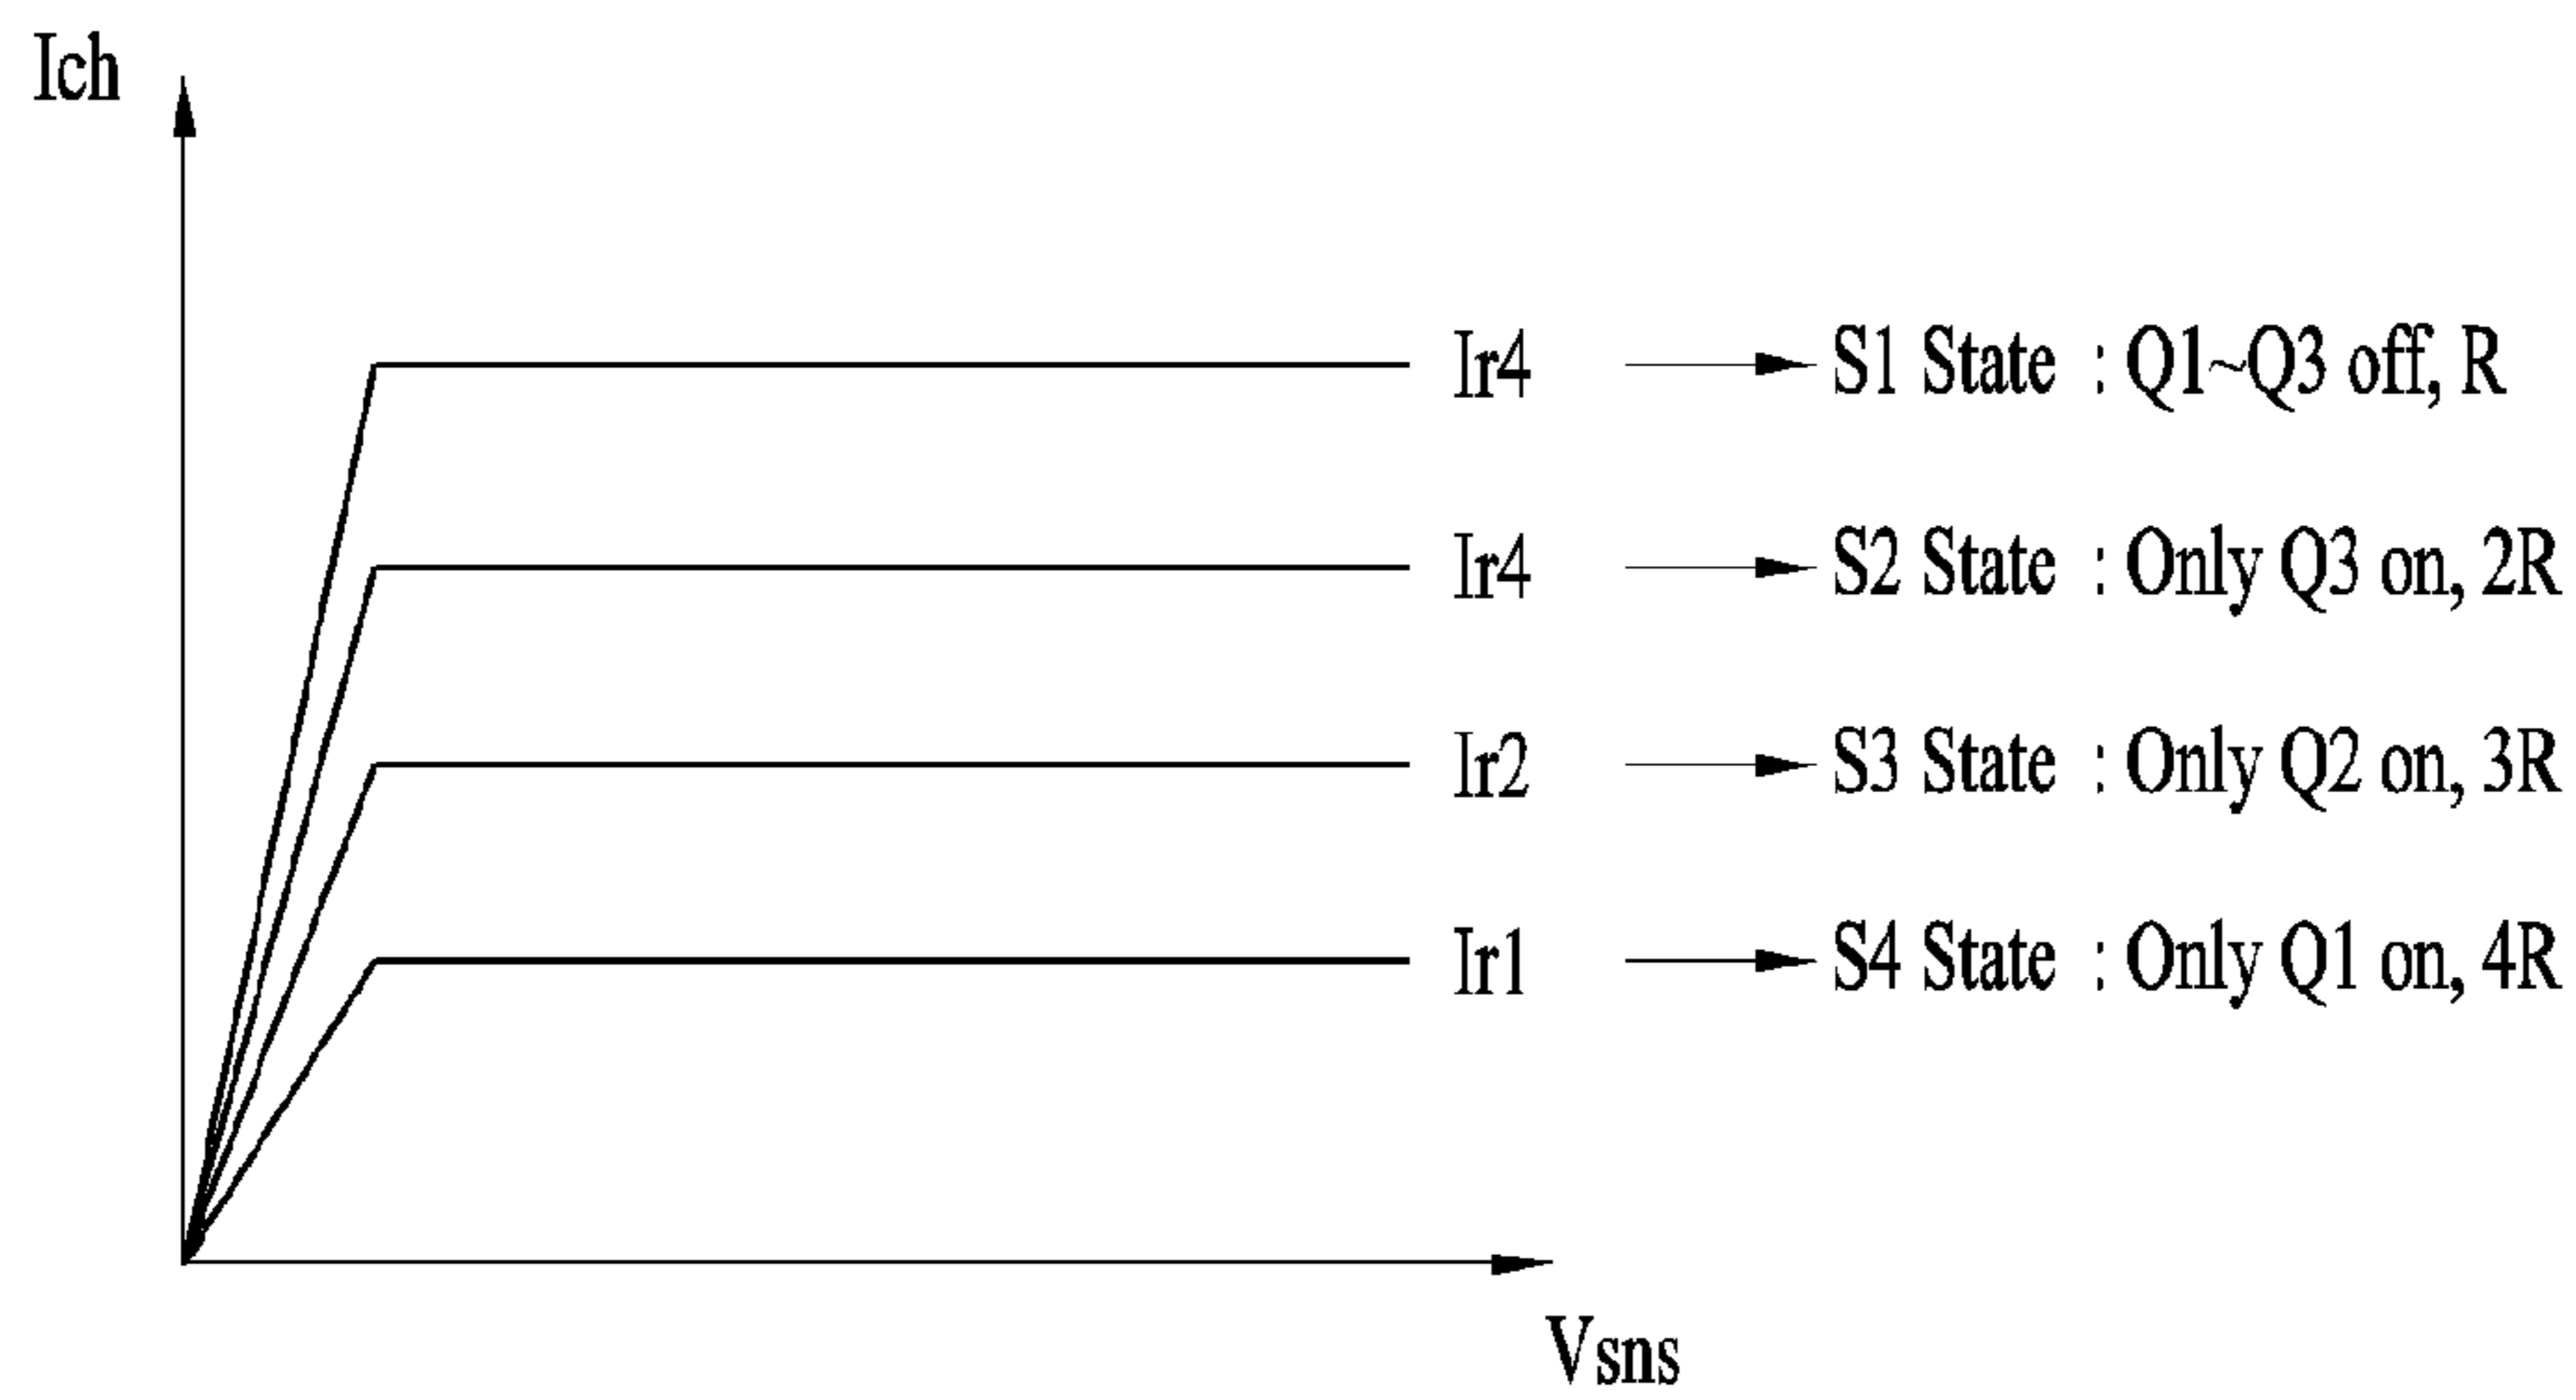 Ich
Ir4 S1 State : Q1~Q3 off, R
Ir4 S2 State : Only Q3 on, 2R
Ir2 S3 State : Only Q2 on, 3R
Ir1 S4 State : Only Q1 on, 4R
Vsns